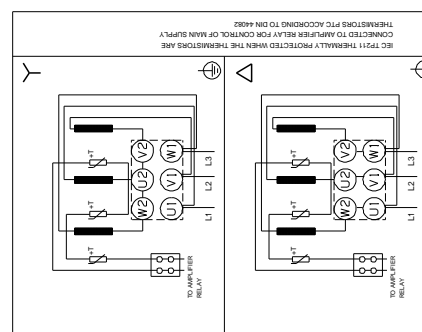 IEC TP211 THERMALLY PROTECTED WHEN THE THERMISTORS ARE
CONNECTED TO AMPLIFIER RELAY FOR CONTROL OF MAIN SUPPLY
THERMISTORS PTC ACCORDING TO DIN 44082
+T
+T
+T
V2
W1
U2
V1
W2
U1
L3
L2
L1
TO AMPLIFIER
RELAY
+T
+T
+T
V2
W1
U2
V1
W2
U1
L3
L2
L1
TO AMPLIFIER
RELAY